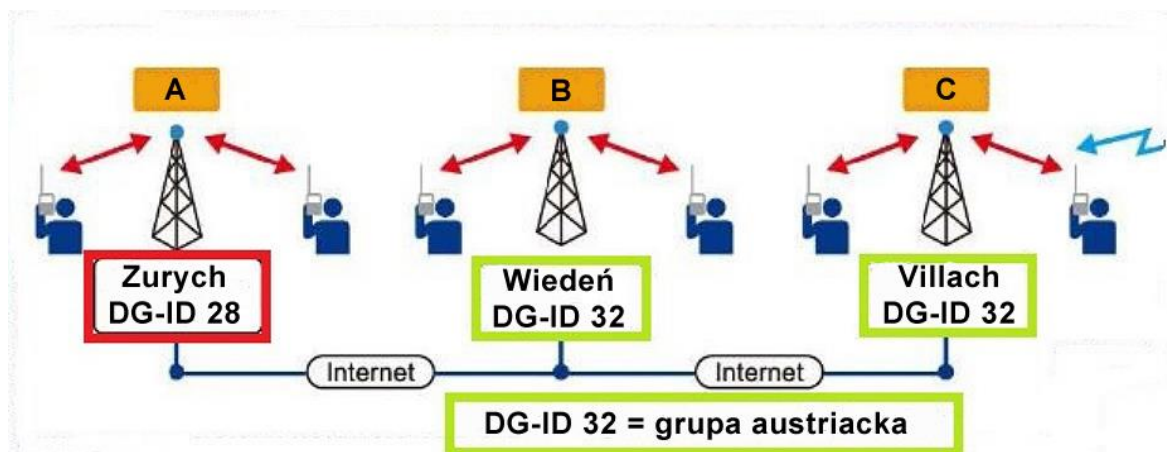 A
B
C
Zurych
DG-ID 28
Wiedeń
DG-ID 32
Villach
DG-ID 32
Internet
Internet
DG-ID 32 = grupa austriacka